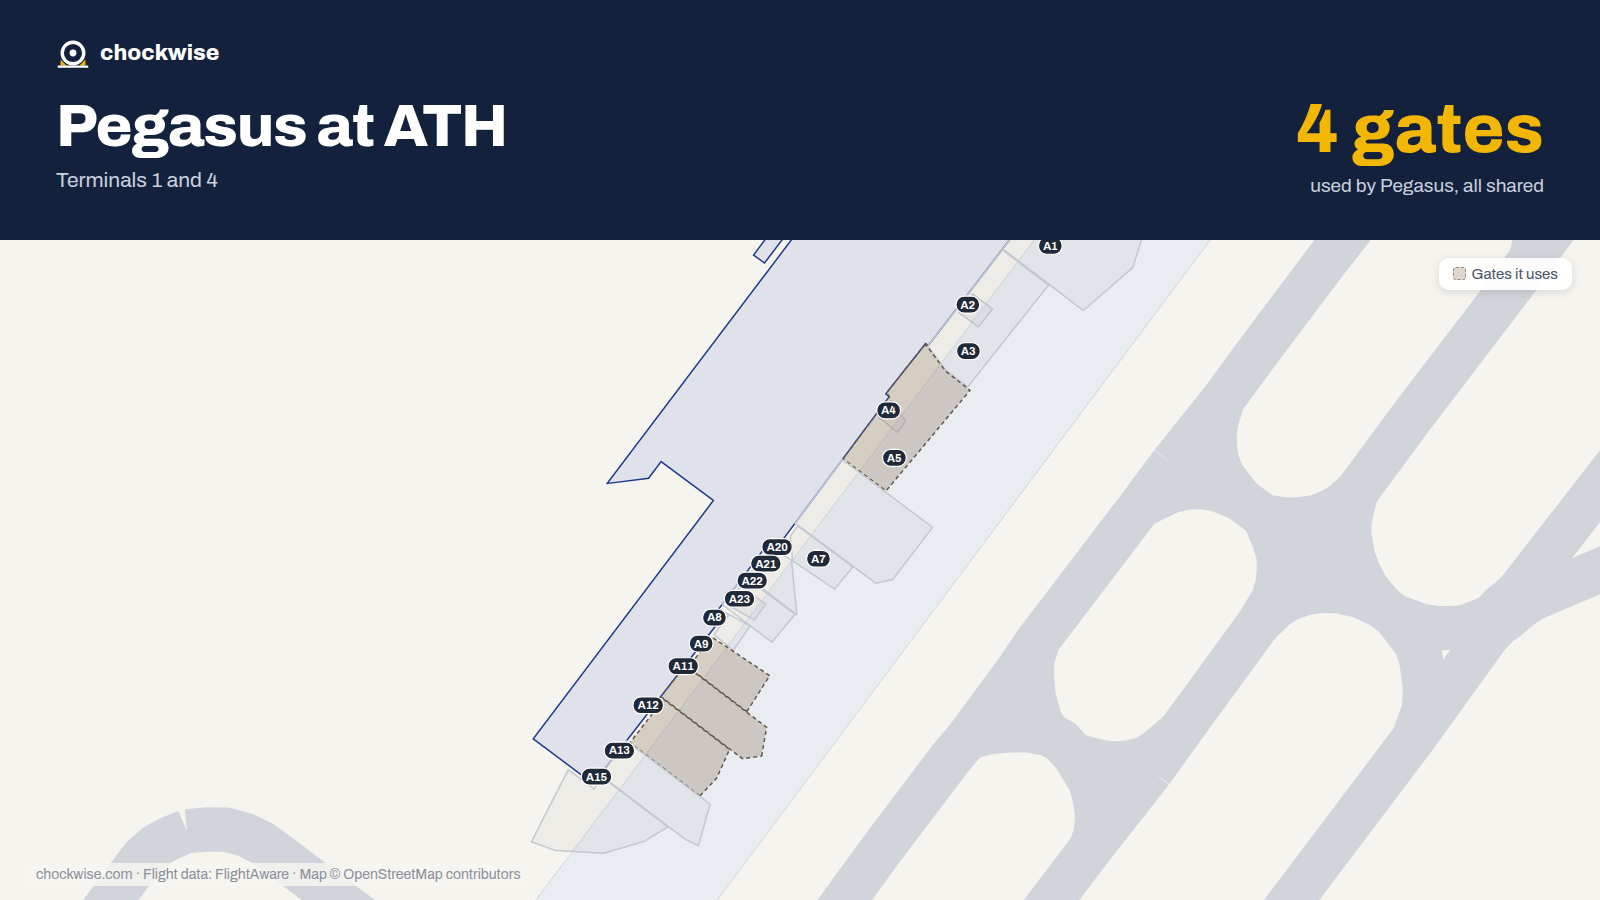 chockwise
Pegasus at ATH
Terminals 1 and 4
4 gates
used by Pegasus, all shared
Gates it uses
A1
A2
A3
A4
A5
A20
A7
A21
A22
A23
A8
A9
A11
A12
A13
A15
chockwise.com · Flight data: FlightAware · Map © OpenStreetMap contributors